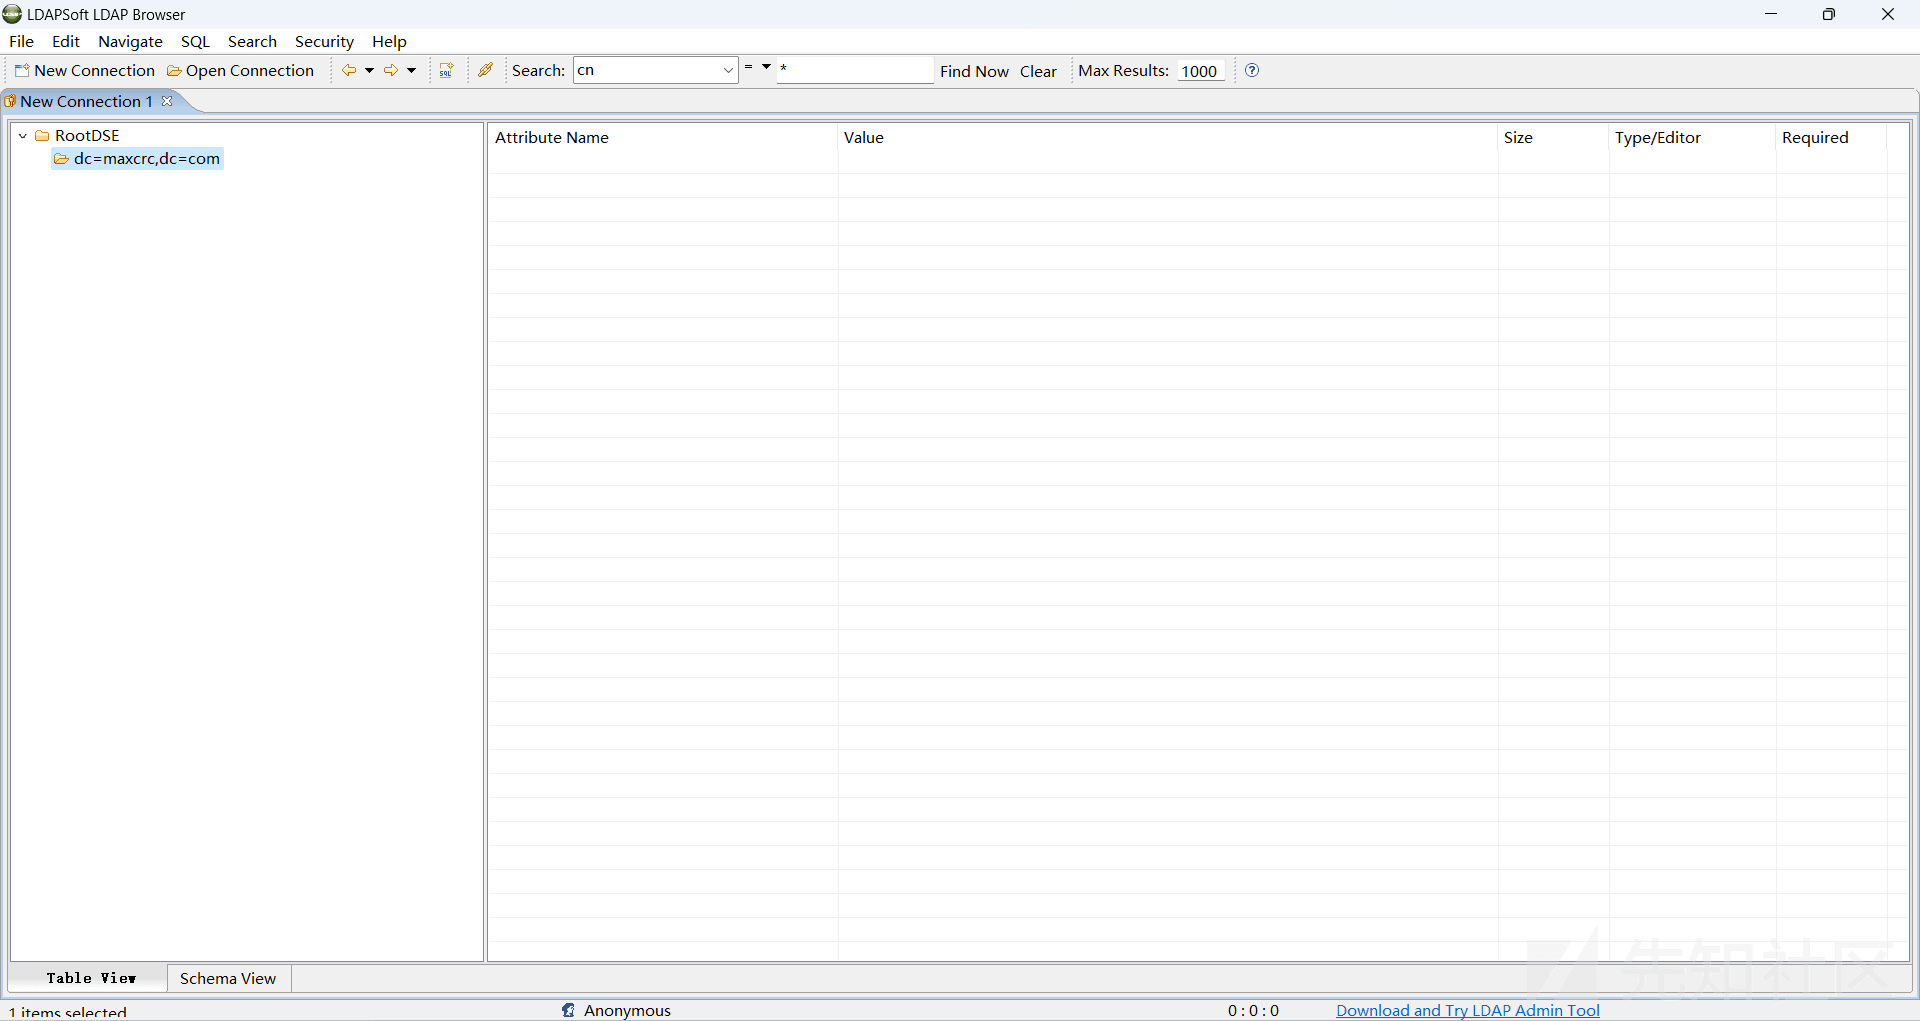 LDAPSoft LDAP Browser
File Edit Navigate SQL Search Security Help
New Connection Open Connection SQL Search: cn = * Find Now Clear Max Results: 1000
New Connection 1
RootDSE
dc=maxcrc,dc=com
Attribute Name Value Size Type/Editor Required
Table View Schema View
1 items selected Anonymous 0 : 0 : 0 Download and Try LDAP Admin Tool
先知社区